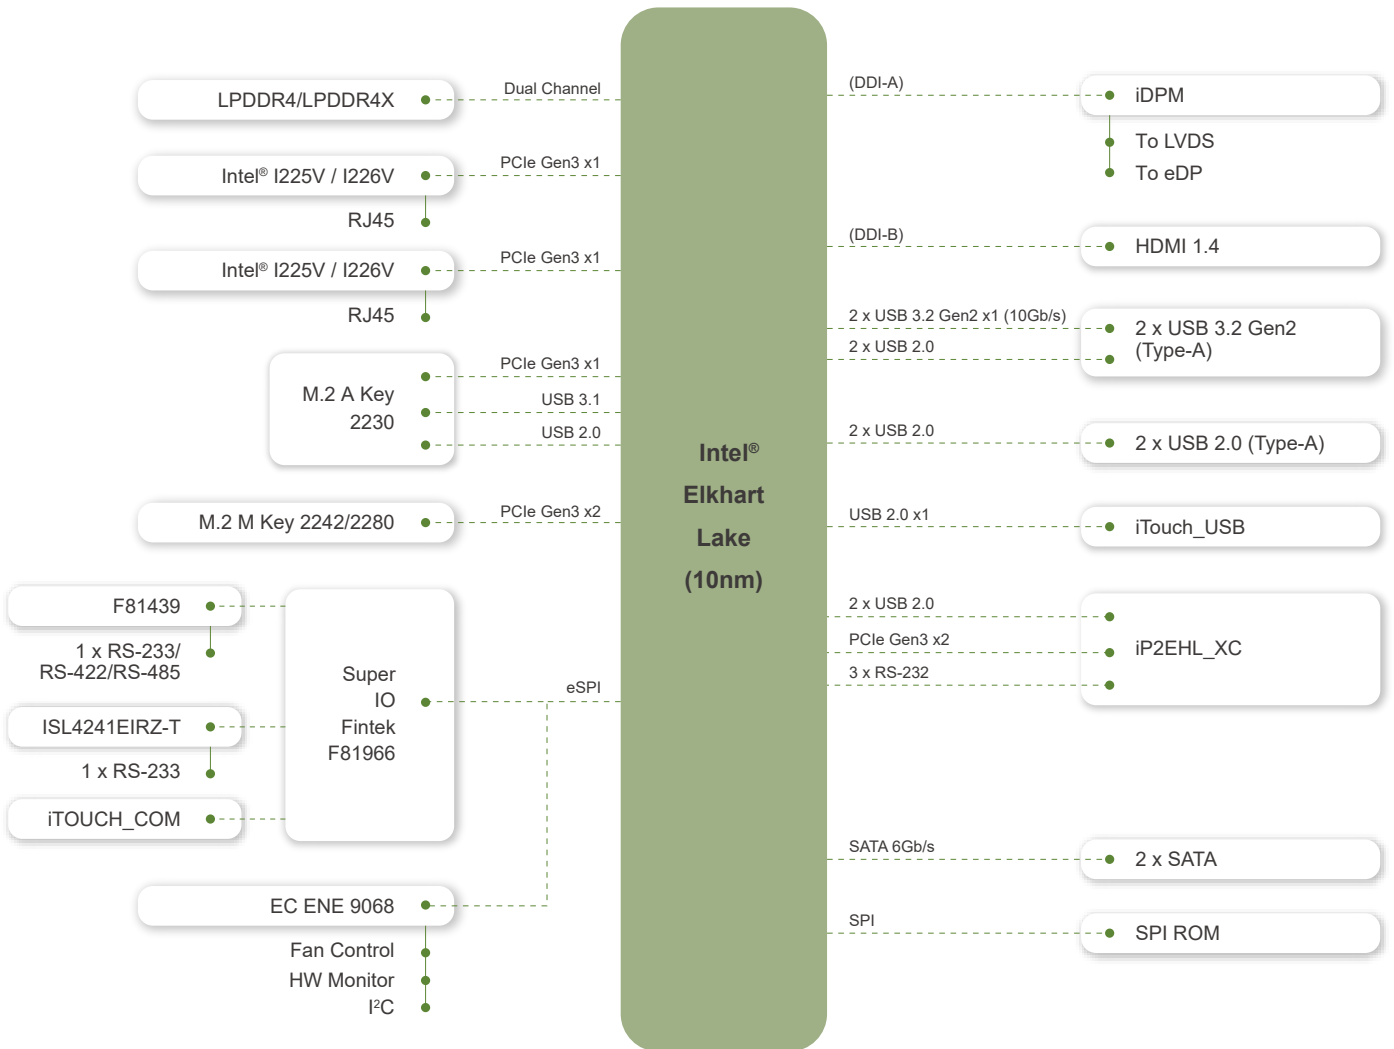 LPDDR4/LPDDR4X
Dual Channel
Intel® I225V / I226V
PCIe Gen3 x1
RJ45
Intel® I225V / I226V
PCIe Gen3 x1
RJ45
M.2 A Key
2230
PCIe Gen3 x1
USB 3.1
USB 2.0
M.2 M Key 2242/2280
PCIe Gen3 x2
F81439
1 x RS-233/
RS-422/RS-485
ISL4241EIRZ-T
1 x RS-233
iTOUCH_COM
Super
IO
Fintek
F81966
eSPI
EC ENE 9068
Fan Control
HW Monitor
I²C
Intel®
Elkhart
Lake
(10nm)
(DDI-A)
iDPM
To LVDS
To eDP
(DDI-B)
HDMI 1.4
2 x USB 3.2 Gen2 x1 (10Gb/s)
2 x USB 2.0
2 x USB 3.2 Gen2
(Type-A)
2 x USB 2.0
2 x USB 2.0 (Type-A)
USB 2.0 x1
iTouch_USB
2 x USB 2.0
PCIe Gen3 x2
3 x RS-232
iP2EHL_XC
SATA 6Gb/s
2 x SATA
SPI
SPI ROM